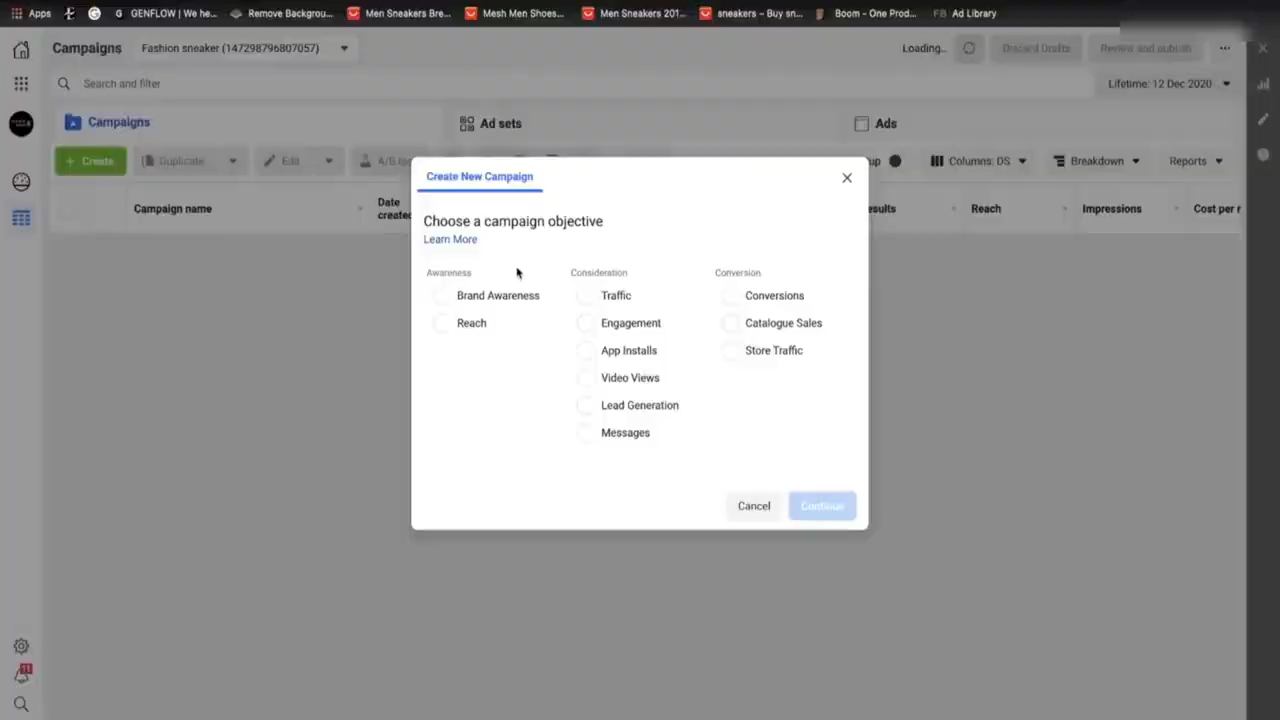 Apps
GENFLOW | We he...
Remove Backgrou...
Men Sneakers Bre...
Mesh Men Shoes...
Men Sneakers 201...
sneakers – Buy sn...
Boom - One Prod...
FB Ad Library
Campaigns
Fashion sneaker (147298796807057)
Loading...
Discard Drafts
Review and publish
Search and filter
Lifetime: 12 Dec 2020
Campaigns
Ad sets
Ads
+ Create
Duplicate
Edit
A/B
Columns: DS
Breakdown
Reports
Campaign name
Date
created
Reach
Impressions
Cost per r
Create New Campaign
Choose a campaign objective
Learn More
Awareness
Consideration
Conversion
Brand Awareness
Traffic
Conversions
Reach
Engagement
Catalogue Sales
App Installs
Store Traffic
Video Views
Lead Generation
Messages
Cancel
Continue